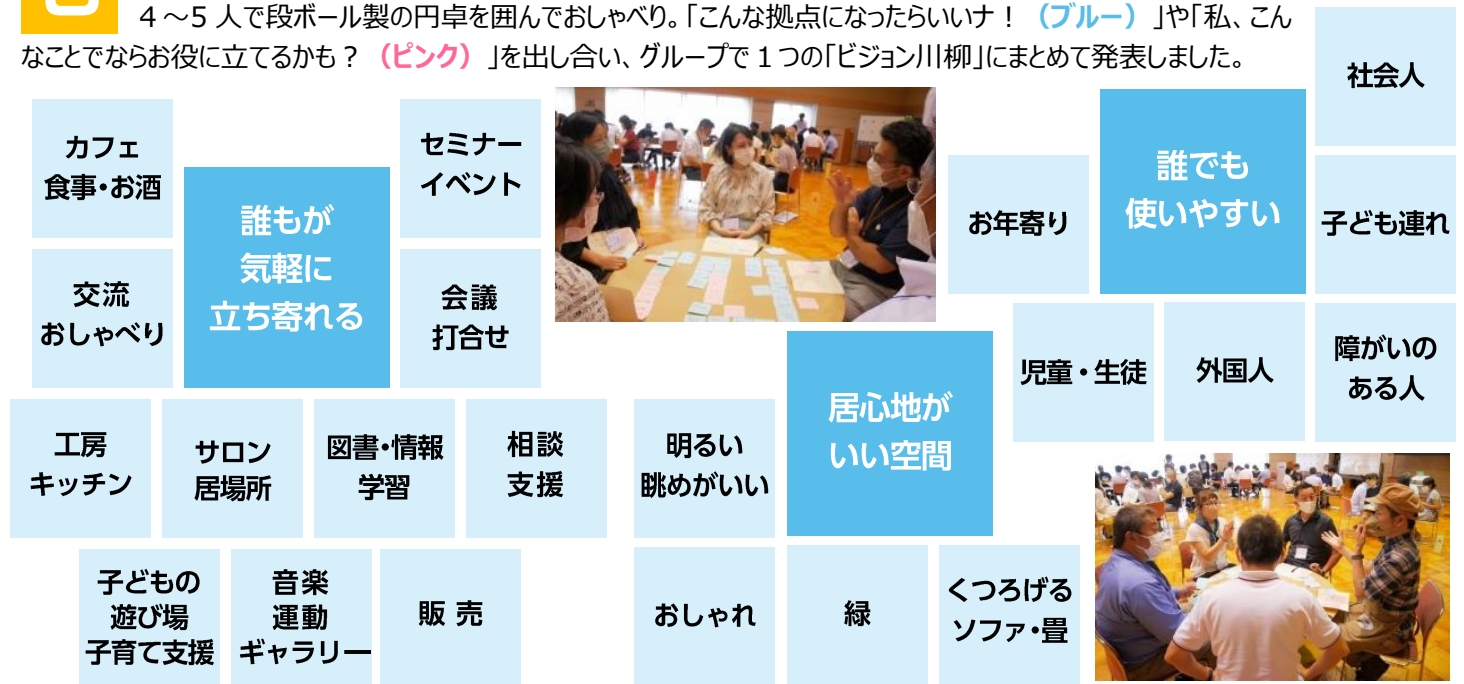 ４～5 人で段ボール製の円卓を囲んでおしゃべり。「こんな拠点になったらいいナ！（ブルー）」や「私、こん
なことでならお役に立てるかも？（ピンク）」を出し合い、グループで１つの「ビジョン川柳」にまとめて発表しました。
カフェ
食事・お酒
誰もが
気軽に
立ち寄れる
セミナー
イベント
交流
おしゃべり
会議
打合せ
工房
キッチン
サロン
居場所
図書・情報
学習
相談
支援
子どもの
遊び場
子育て支援
音楽
運動
ギャラリー
販 売
居心地が
いい空間
明るい
眺めがいい
おしゃれ
緑
くつろげる
ソファ・畳
誰でも
使いやすい
社会人
お年寄り
子ども連れ
児童・生徒
外国人
障がいの
ある人